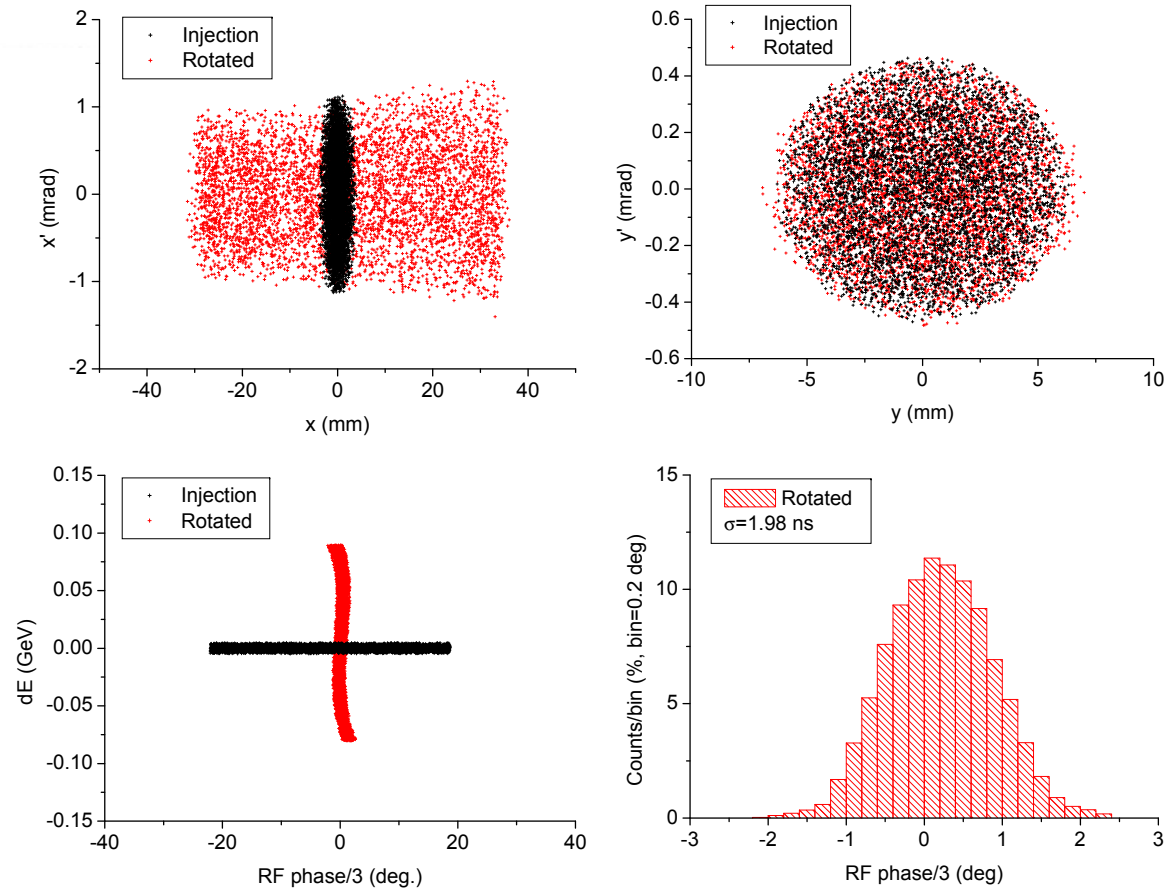 Injection
Rotated
2
1
0
-1
-2
x' (mrad)
-40 -20 0 20 40
x (mm)
Injection
Rotated
0.6
0.4
0.2
0.0
-0.2
-0.4
-0.6
y' (mrad)
-10 -5 0 5 10
y (mm)
Injection
Rotated
0.15
0.10
0.05
0.00
-0.05
-0.10
-0.15
dE (GeV)
-40 -20 0 20 40
RF phase/3 (deg.)
Rotated
σ=1.98 ns
15
10
5
0
Counts/bin (%, bin=0.2 deg)
-3 -2 -1 0 1 2 3
RF phase/3 (deg)